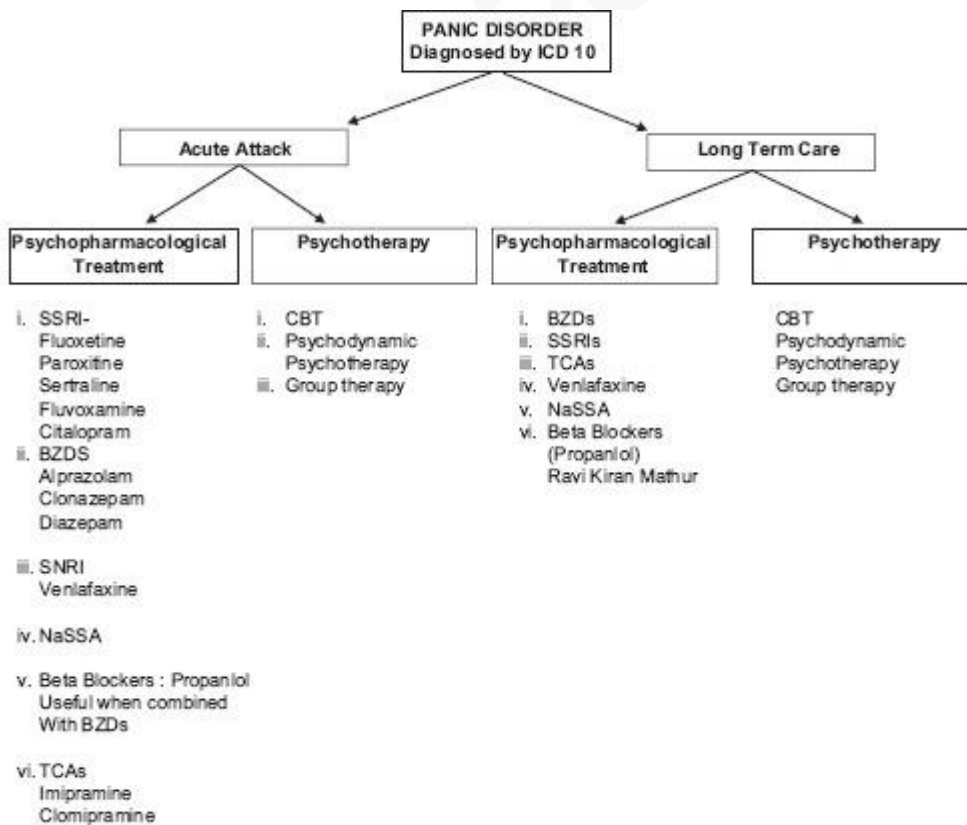 PANIC DISORDER
Diagnosed by ICD 10
Acute Attack
Long Term Care
Psychopharmacological
Treatment
Psychotherapy
Psychopharmacological
Treatment
Psychotherapy
i. SSRI-
Fluoxetine
Paroxitine
Sertraline
Fluvoxamine
Citalopram
ii. BZDS
Alprazolam
Clonazepam
Diazepam
iii. SNRI
Venlafaxine
iv. NaSSA
v. Beta Blockers : Propanlol
Useful when combined
With BZDs
vi. TCAs
Imipramine
Clomipramine
i. CBT
ii. Psychodynamic
Psychotherapy
iii. Group therapy
i. BZDs
ii. SSRIs
iii. TCAs
iv. Venlafaxine
v. NaSSA
vi. Beta Blockers
(Propanlol)
Ravi Kiran Mathur
CBT
Psychodynamic
Psychotherapy
Group therapy